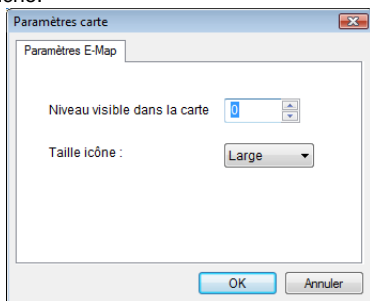 Paramètres carte
Paramètres E-Map
Niveau visible dans la carte 0
Taille icône : Large
OK Annuler